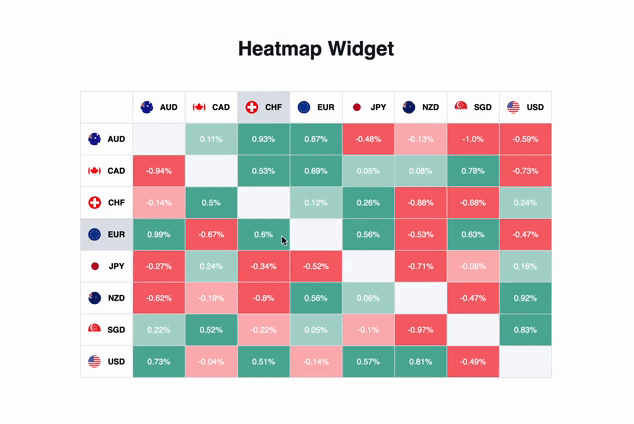 Heatmap Widget
AUD CAD CHF EUR JPY NZD SGD USD
AUD 0.11% 0.93% 0.87% -0.48% -0.13% -1.0% -0.59%
CAD -0.94% 0.53% 0.69% 0.05% 0.08% 0.78% -0.73%
CHF -0.14% 0.5% 0.12% 0.26% -0.88% -0.68% 0.24%
EUR 0.99% -0.67% 0.6% 0.56% -0.53% 0.63% -0.47%
JPY -0.27% 0.24% -0.34% -0.52% -0.71% -0.08% 0.16%
NZD -0.62% -0.19% -0.8% 0.56% 0.06% -0.47% 0.92%
SGD 0.22% 0.52% -0.22% 0.05% -0.1% -0.97% 0.83%
USD 0.73% -0.04% 0.51% -0.14% 0.57% 0.81% -0.49%